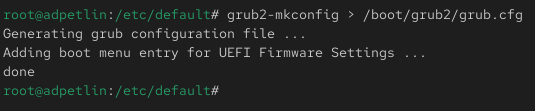 root@adpetlin:/etc/default# grub2-mkconfig > /boot/grub2/grub.cfg
Generating grub configuration file ...
Adding boot menu entry for UEFI Firmware Settings ...
done
root@adpetlin:/etc/default#